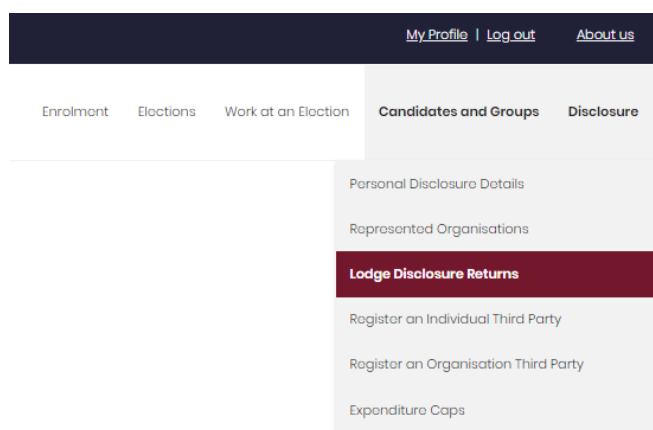 My Profile | Log out About us
Enrolment Elections Work at an Election Candidates and Groups Disclosure
Personal Disclosure Details
Represented Organisations
Lodge Disclosure Returns
Register an Individual Third Party
Register an Organisation Third Party
Expenditure Caps